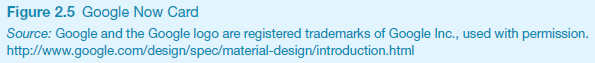 Figure 2.5 Google Now Card
Source: Google and the Google logo are registered trademarks of Google Inc., used with permission.
http://www.google.com/design/spec/material-design/introduction.html